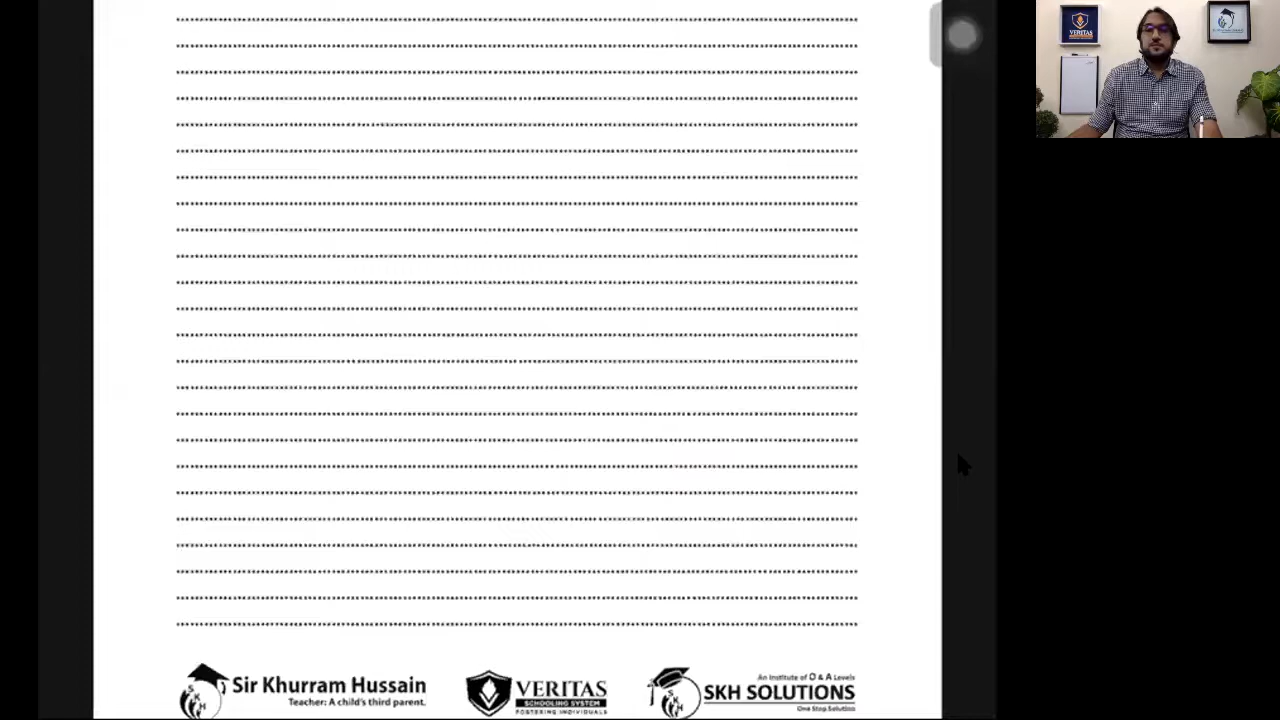 VERITAS
Sir Khurram Hussain
Teacher: A child's third parent.
VERITAS
SCHOOLING SYSTEM
FOSTERING INDIVIDUALS
An Institute of O & A Levels
SKH SOLUTIONS
One Stop Solution